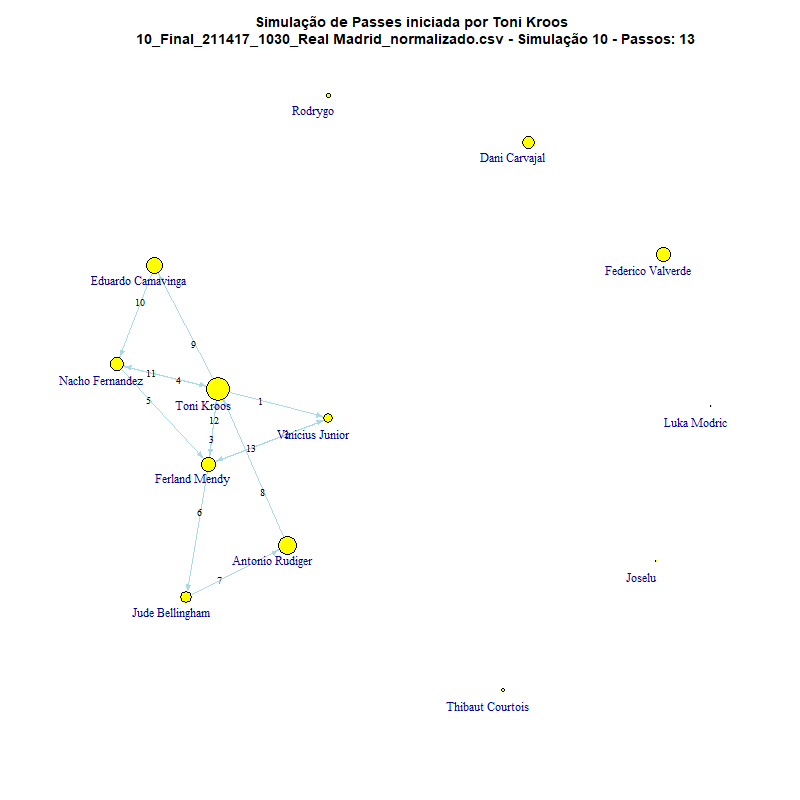 Simulação de Passes iniciada por Toni Kroos
10_Final_211417_1030_Real Madrid_normalizado.csv - Simulação 10 - Passos: 13
Rodrygo
Dani Carvajal
Federico Valverde
Eduardo Camavinga
10
9
11
4
Nacho Fernandez
5
Toni Kroos
1
Luka Modric
12
Vinicius Junior
3
13
Ferland Mendy
8
6
Antonio Rudiger
7
Joselu
Jude Bellingham
Thibaut Courtois